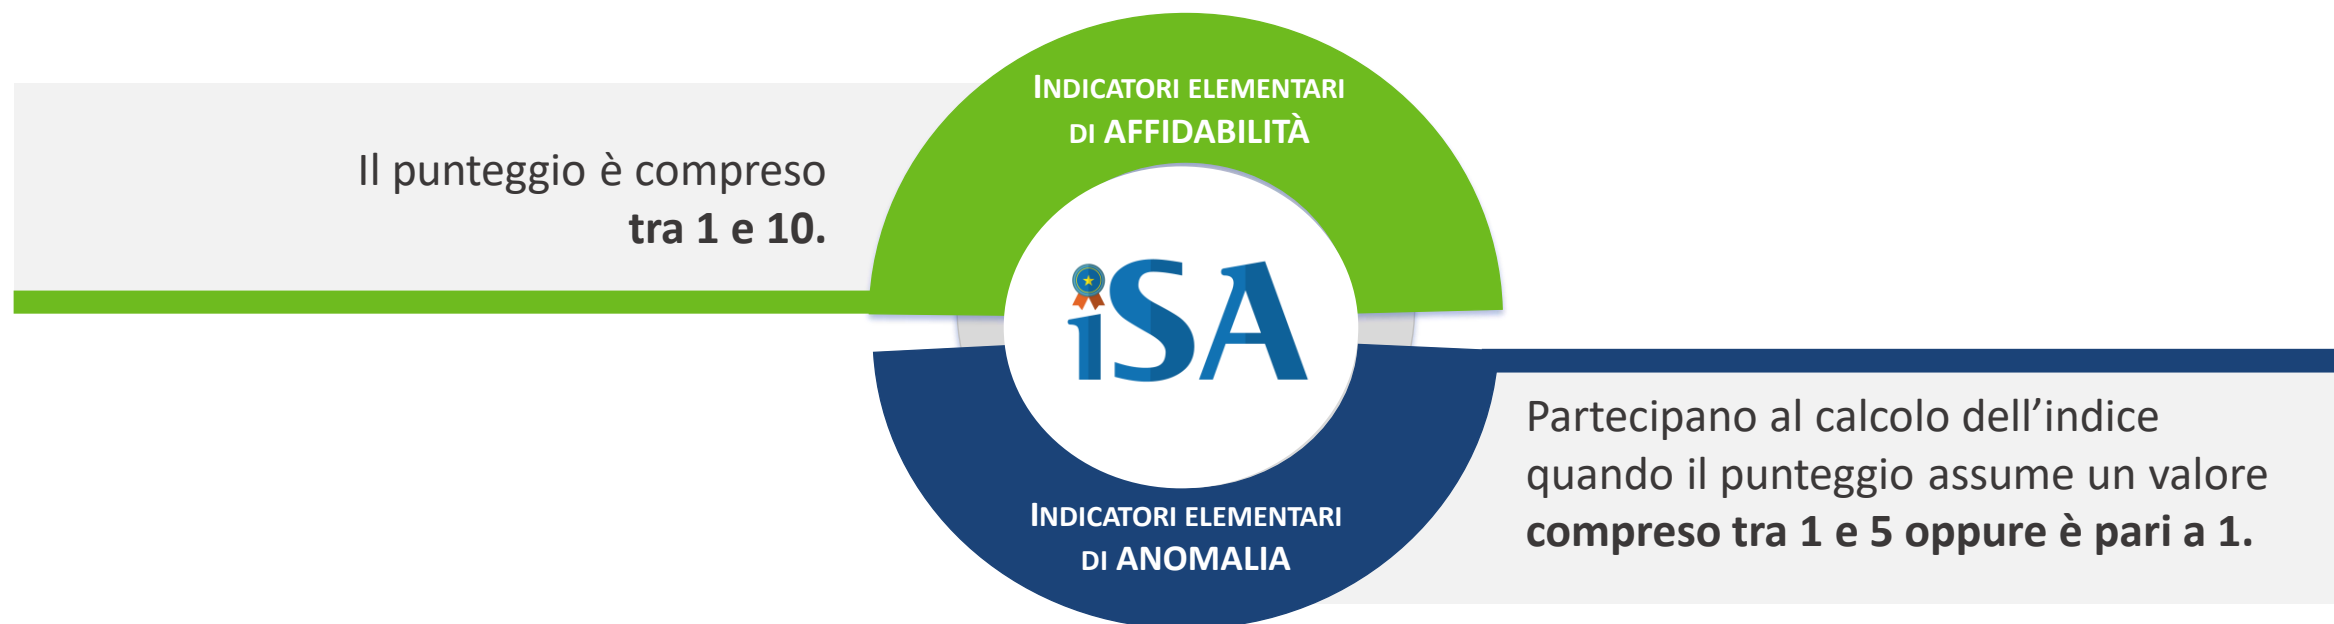 INDICATORI ELEMENTARI
DI AFFIDABILITÀ
Il punteggio è compreso
tra 1 e 10.
iSA
Partecipano al calcolo dell’indice
quando il punteggio assume un valore
compreso tra 1 e 5 oppure è pari a 1.
INDICATORI ELEMENTARI
DI ANOMALIA